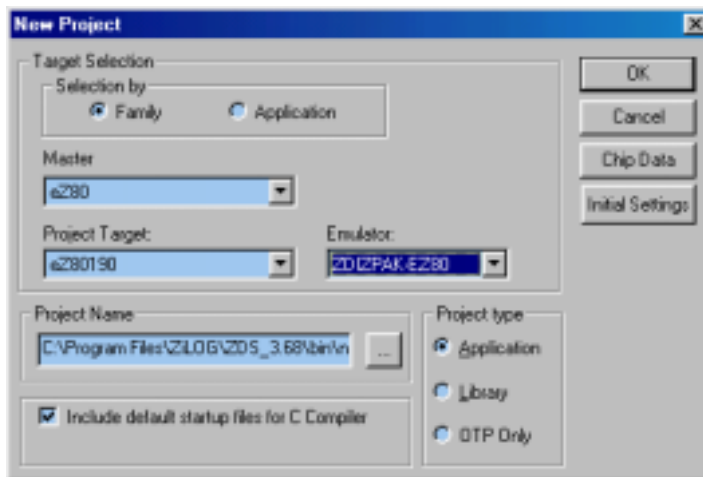 New Project
Target Selection
Selection by
Family
Application
Master
eZ80
Project Target:
eZ80190
Emulator:
ZDIZPAK-EZ80
Project Name
C:\Program Files\ZiLOG\ZDS_3.68\bin\n
...
Include default startup files for C Compiler
Project type
Application
Library
OTP Only
OK
Cancel
Chip Data
Initial Settings